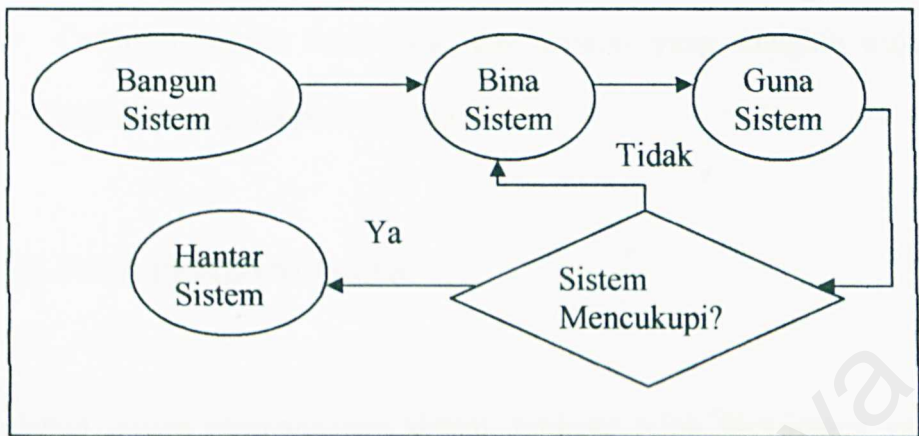 Bangun
Sistem
Bina
Sistem
Guna
Sistem
Tidak
Ya
Hantar
Sistem
Sistem
Mencukupi?